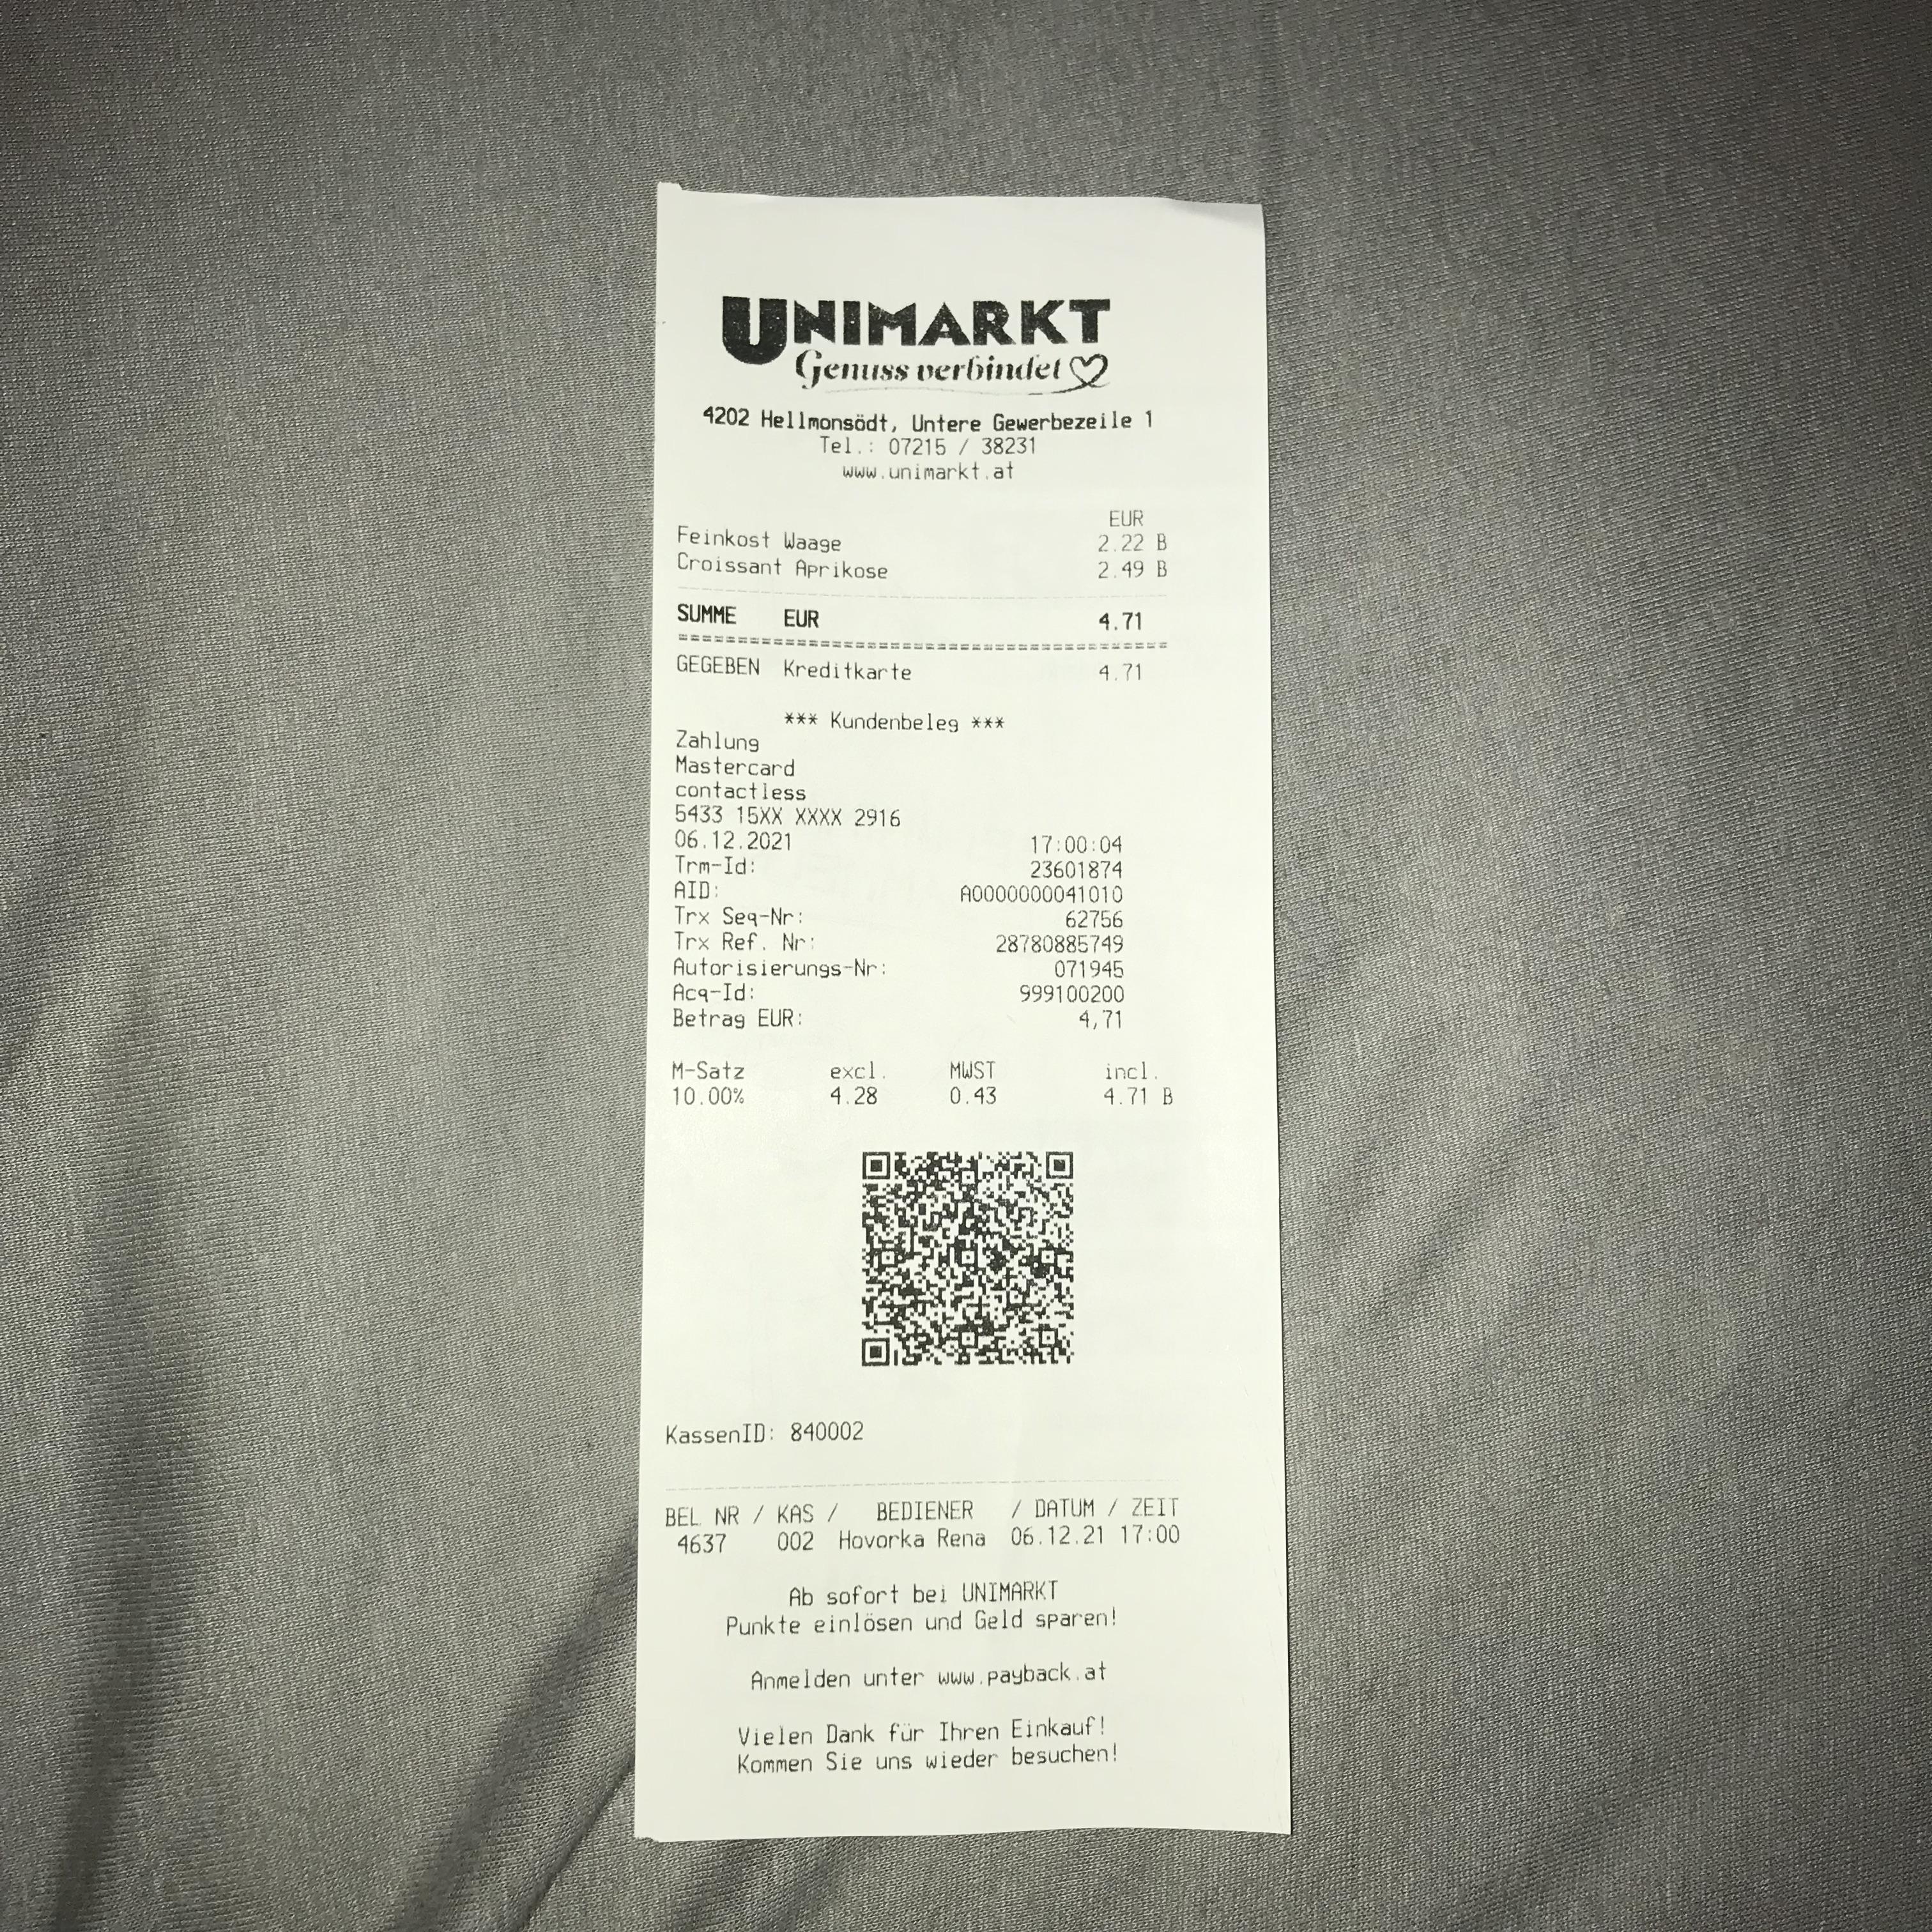 UNIMARKT
Genuss verbindet
4202 Hellmonsödt, Untere Gewerbezeile 1
Tel.: 07215 / 38231
www.unimarkt.at
EUR
Feinkost Waage 2.22 B
Croissant Aprikose 2.49 B
SUMME EUR 4.71
GEGEBEN Kreditkarte 4.71
*** Kundenbeleg ***
Zahlung
Mastercard
contactless
5433 15XX XXXX 2916
06.12.2021 17:00:04
Trm-Id: 23601874
AID: A0000000041010
Trx Seq-Nr: 62756
Trx Ref. Nr: 28780885749
Autorisierungs-Nr: 071945
Acq-Id: 999100200
Betrag EUR: 4,71
M-Satz excl. MWST incl.
10.00% 4.28 0.43 4.71 B
KassenID: 840002
BEL NR / KAS / BEDIENER / DATUM / ZEIT
4637 002 Hovorka Rena 06.12.21 17:00
Ab sofort bei UNIMARKT
Punkte einlösen und Geld sparen!
Anmelden unter www.payback.at
Vielen Dank für Ihren Einkauf!
Kommen Sie uns wieder besuchen!